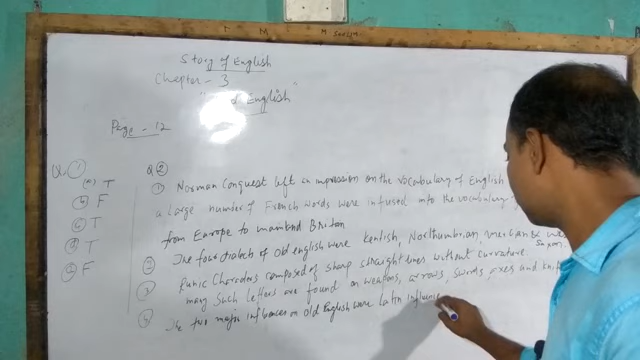 Story of English
Chapter - 3
"Old English"
Page - 12
Q. 1
(a) T
(b) F
(c) T
(d) T
(e) F
Q. 2
1 Norman Conquest left an impression on the vocabulary of English
a large number of French words were infused into the vocabulary
from Europe to mainland Britan
2 The four dialects of old english were Kentish, Northumbrian, mercian &
Saxon.
3 Runic Characters composed of sharp straight lines without curvature.
many such letters are found on weapons, arrows, Swords, axes and
4 The two major influences on Old English were Latin influen